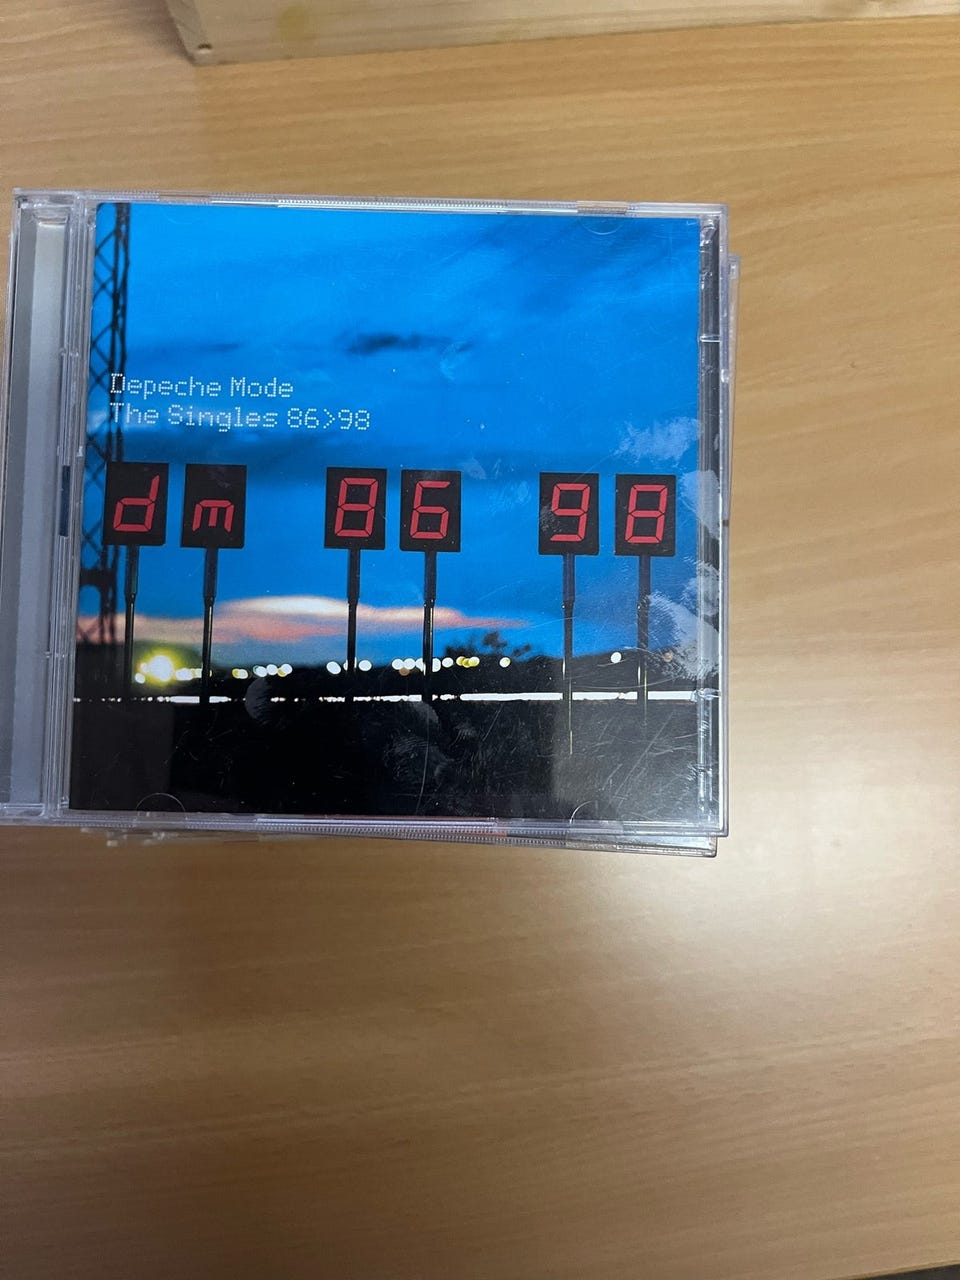 Depeche Mode
The Singles 86>98
dm 86 98